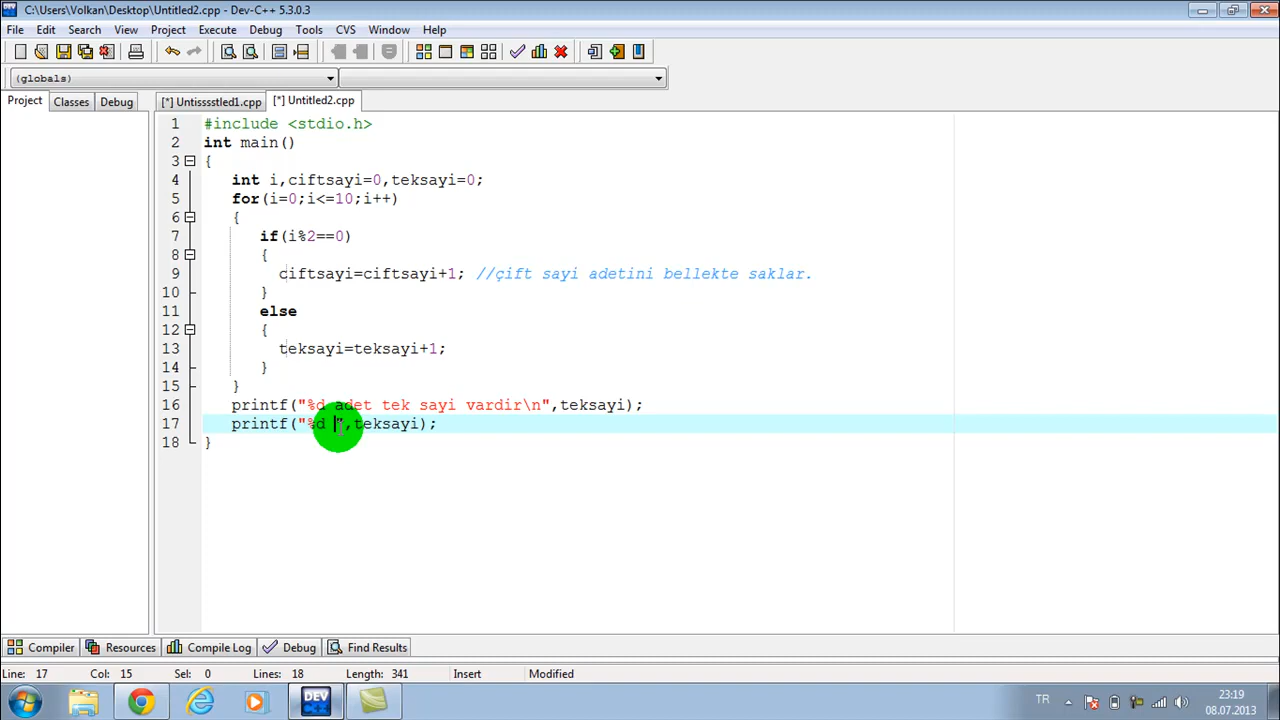 C:\Users\Volkan\Desktop\Untitled2.cpp - Dev-C++ 5.3.0.3
File Edit Search View Project Execute Debug Tools CVS Window Help
(globals)
Project Classes Debug [*] Untisssstled1.cpp [*] Untitled2.cpp
1 #include <stdio.h>
2 int main()
3 {
4 int i,ciftsayi=0,teksayi=0;
5 for(i=0;i<=10;i++)
6 {
7 if(i%2==0)
8 {
9 ciftsayi=ciftsayi+1; //çift sayi adetini bellekte saklar.
10 }
11 else
12 {
13 teksayi=teksayi+1;
14 }
15 }
16 printf("%d adet tek sayi vardir\n",teksayi);
17 printf("%d ",teksayi);
18 }
Compiler Resources Compile Log Debug Find Results
Line: 17 Col: 15 Sel: 0 Lines: 18 Length: 341 Insert Modified
DEV C++ TR 23:19
08.07.2013